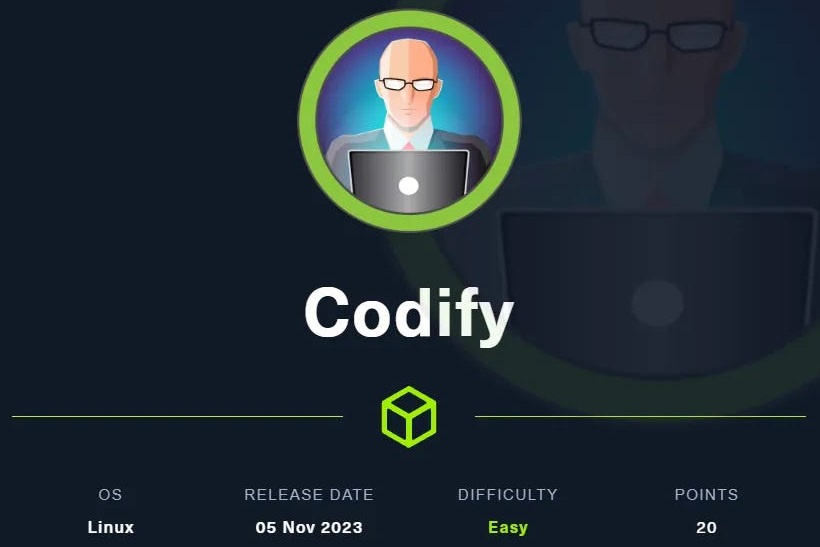 Codify
OS RELEASE DATE DIFFICULTY POINTS
Linux 05 Nov 2023 Easy 20